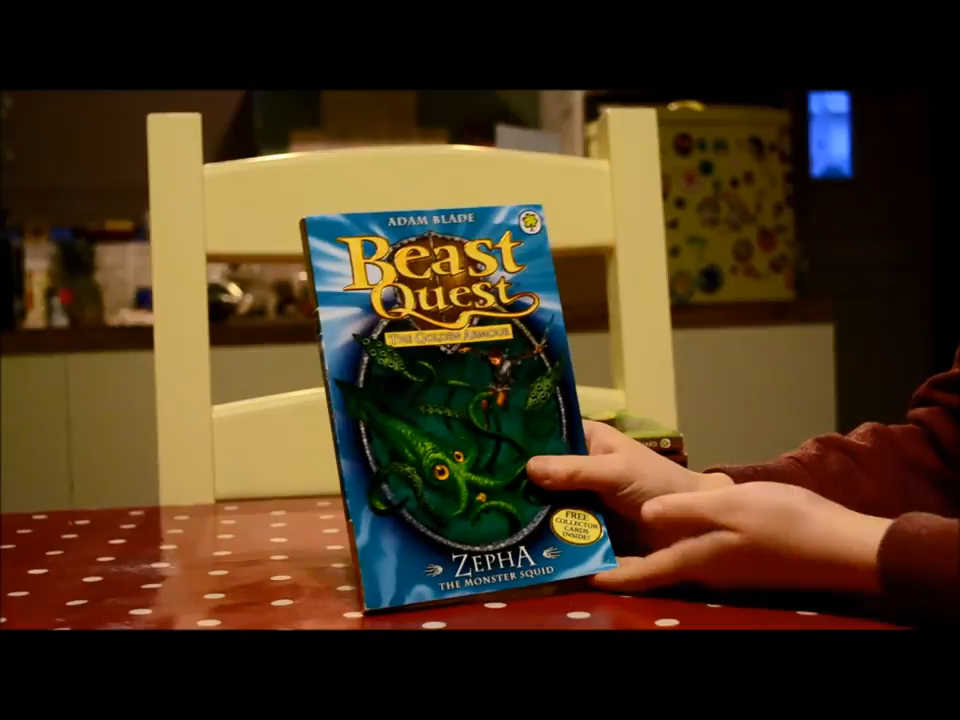 ADAM BLADE
Beast
Quest
THE GOLDEN ARMOUR
FREE
COLLECTOR
CARDS
INSIDE!
ZEPHA
THE MONSTER SQUID